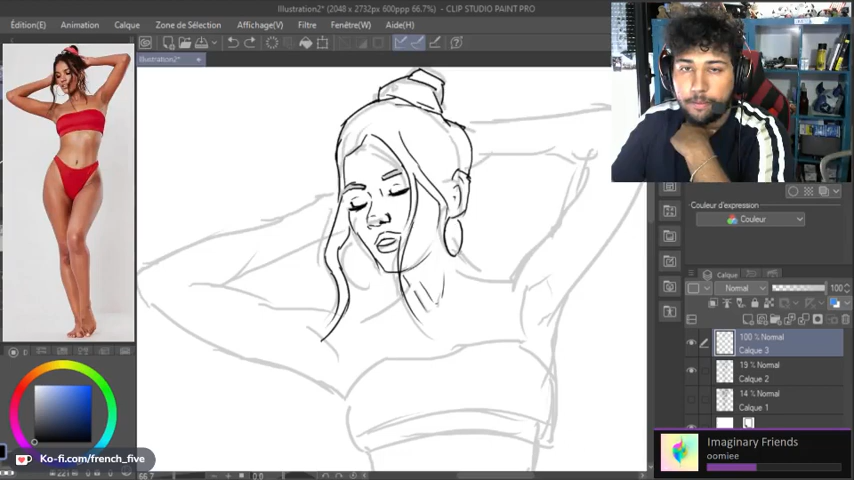 Illustration2* (2048 x 2732px 600ppp 66.7%) - CLIP STUDIO PAINT PRO
Édition(E) Animation Calque Zone de Sélection Affichage(V) Filtre Fenêtre(W) Aide(H)
Illustration2*
Couleur d'expression
Couleur
Calque
Normal 100
100 % Normal
Calque 3
19 % Normal
Calque 2
14 % Normal
Calque 1
Imaginary Friends
oomiee
Ko-fi.com/french_five
66.7